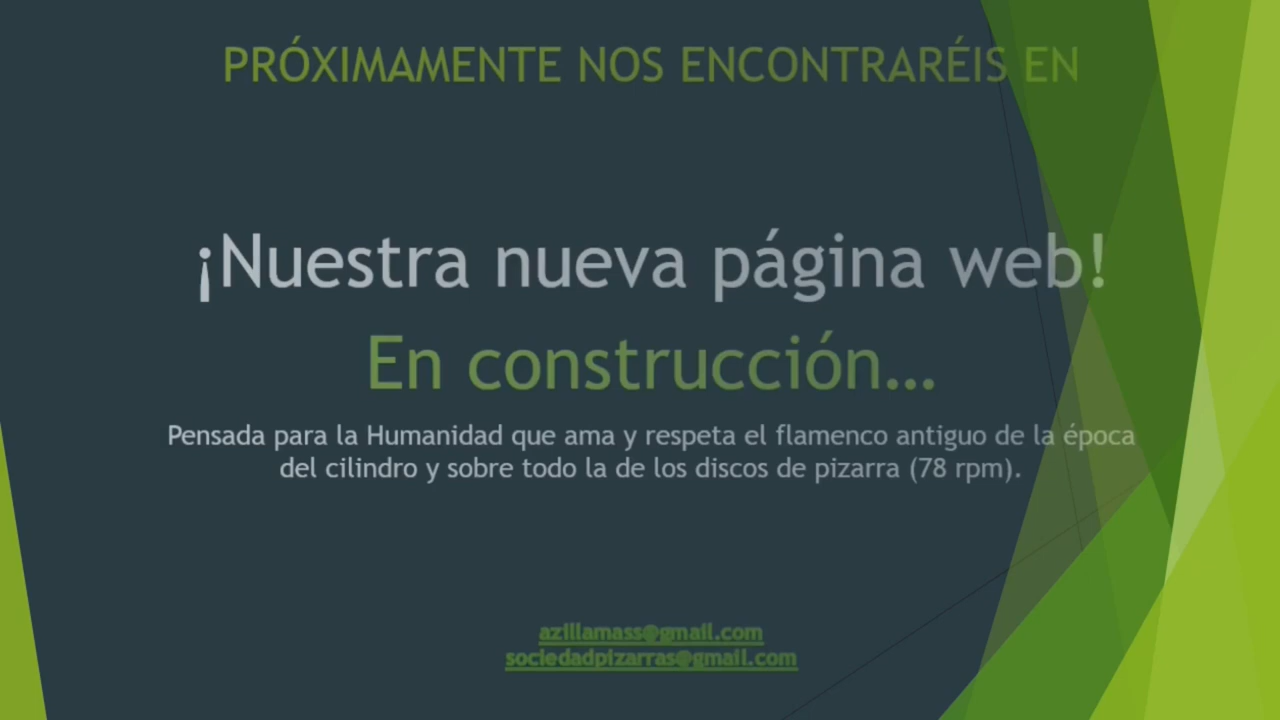 PRÓXIMAMENTE NOS ENCONTRARÉIS EN
¡Nuestra nueva página web!
En construcción…
Pensada para la Humanidad que ama y respeta el flamenco antiguo de la época
del cilindro y sobre todo la de los discos de pizarra (78 rpm).
azillamass@gmail.com
sociedadpizarras@gmail.com